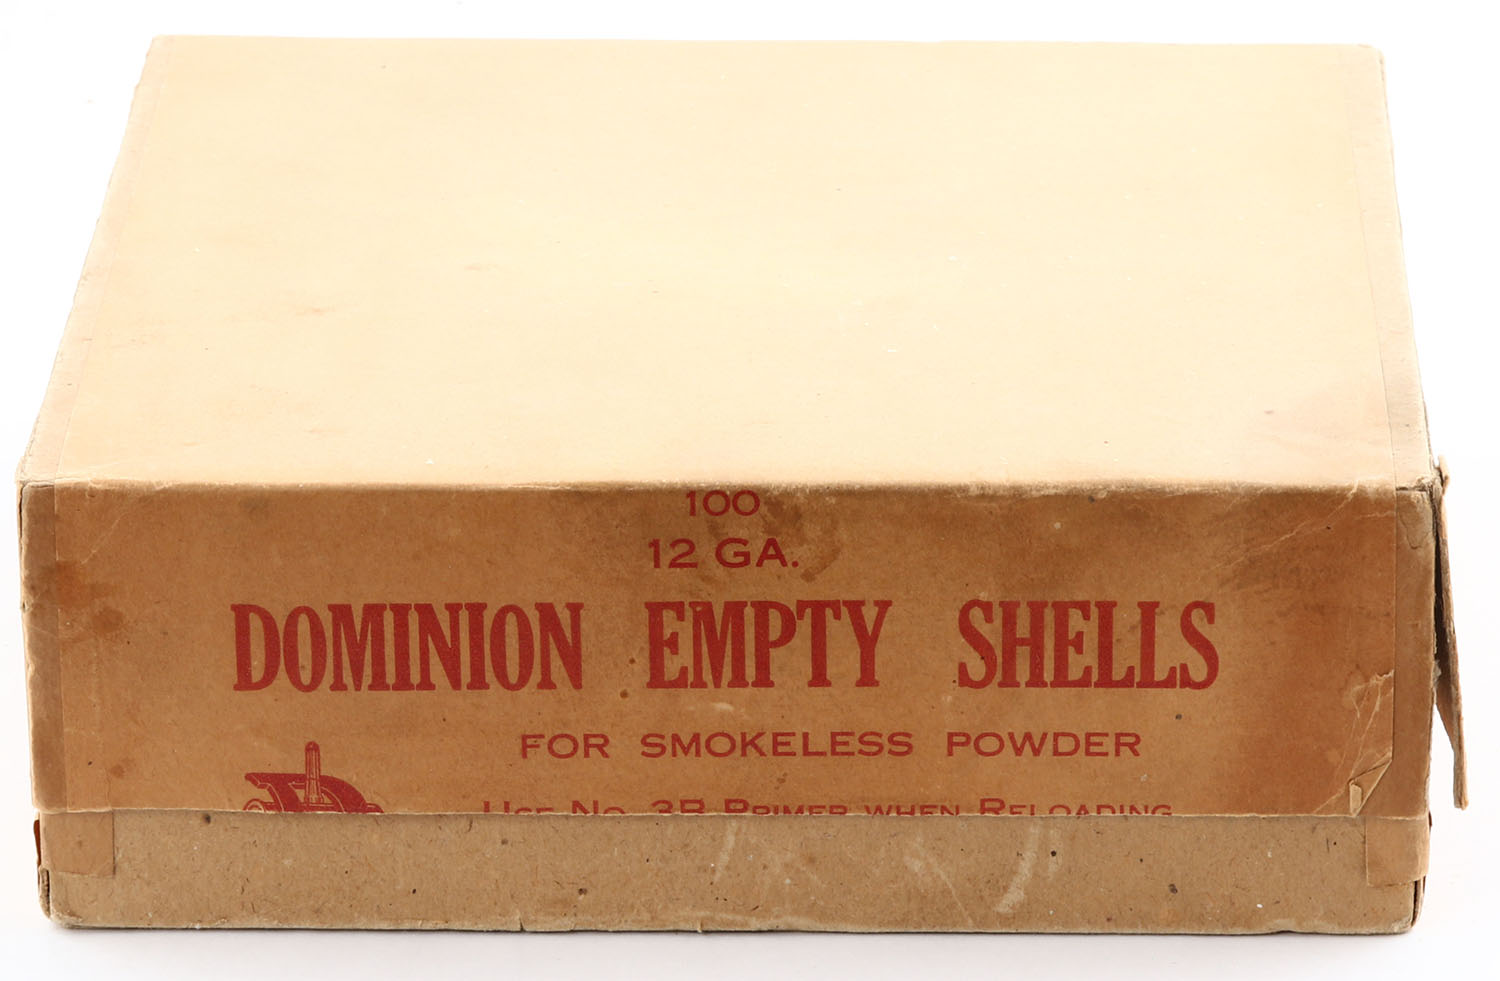 100
12 GA.
DOMINION EMPTY SHELLS
FOR SMOKELESS POWDER
USE NO. 3B PRIMER WHEN RELOADING